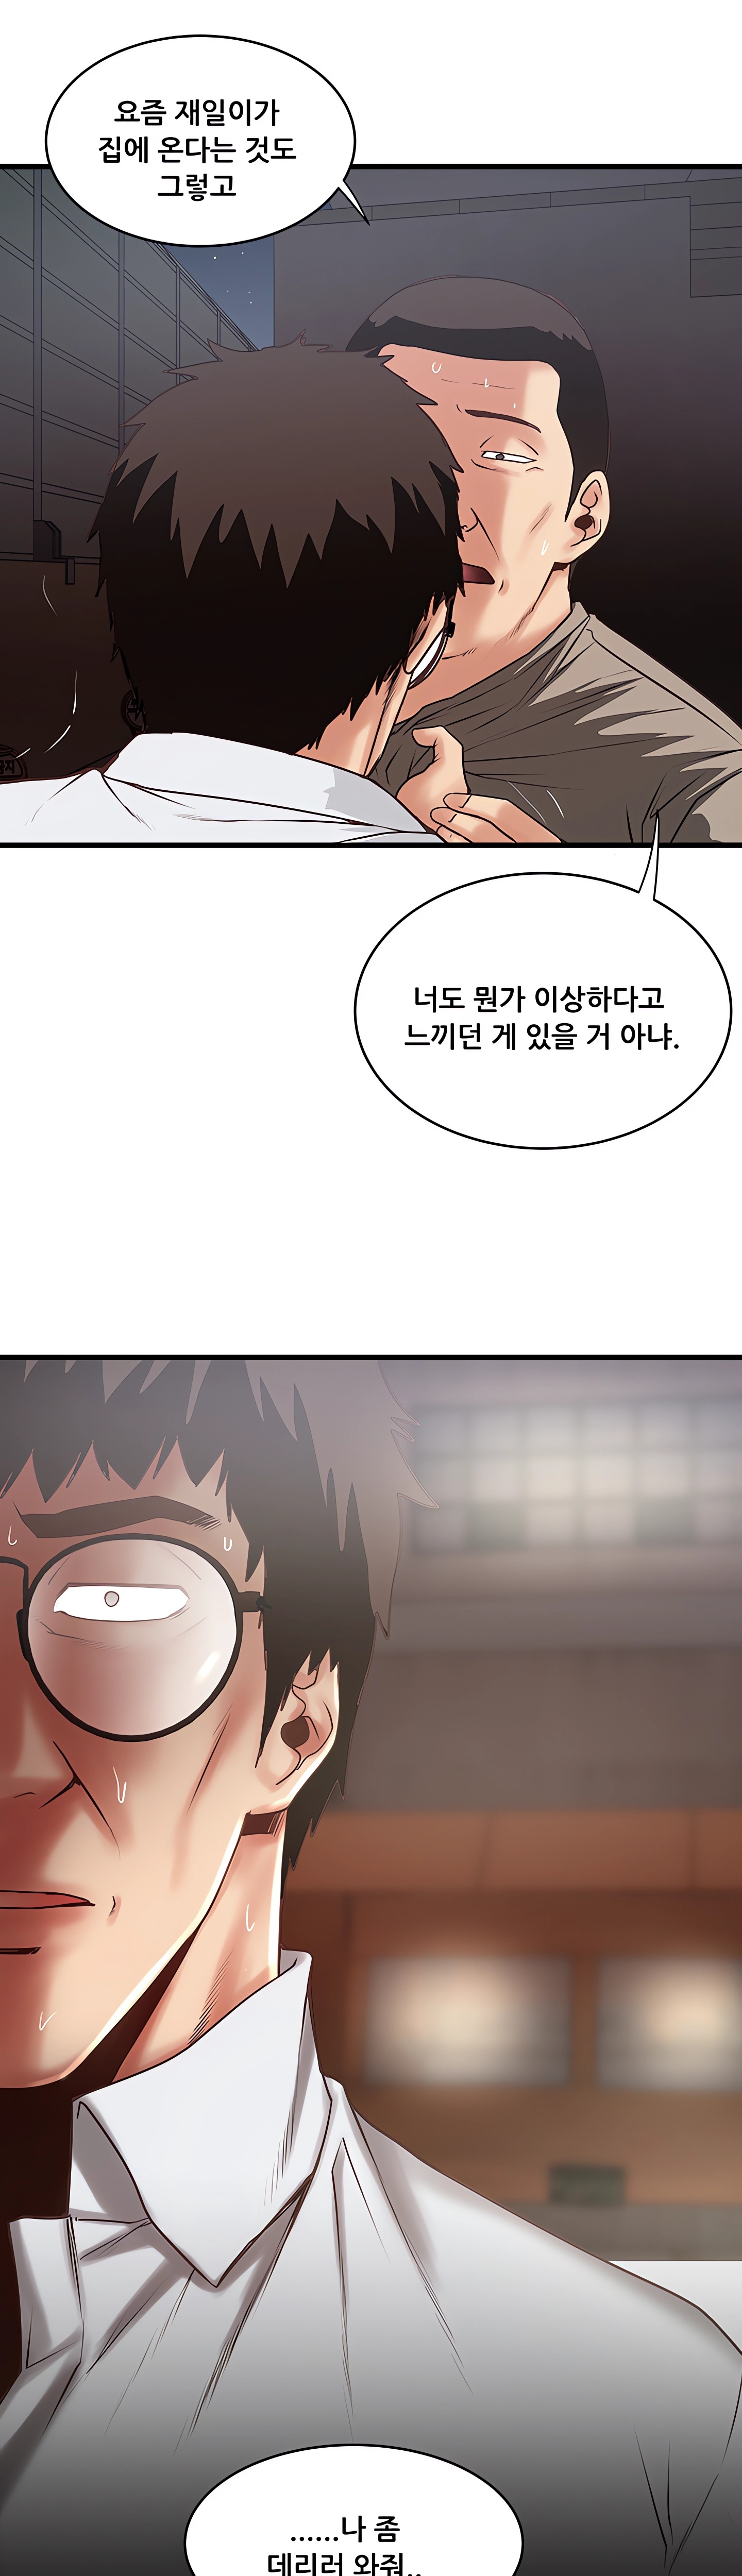 요즘 재일이가
집에 온다는 것도
그렇고
너도 뭔가 이상하다고
느끼던 게 있을 거 아냐.
......나 좀
데리러 와줘..